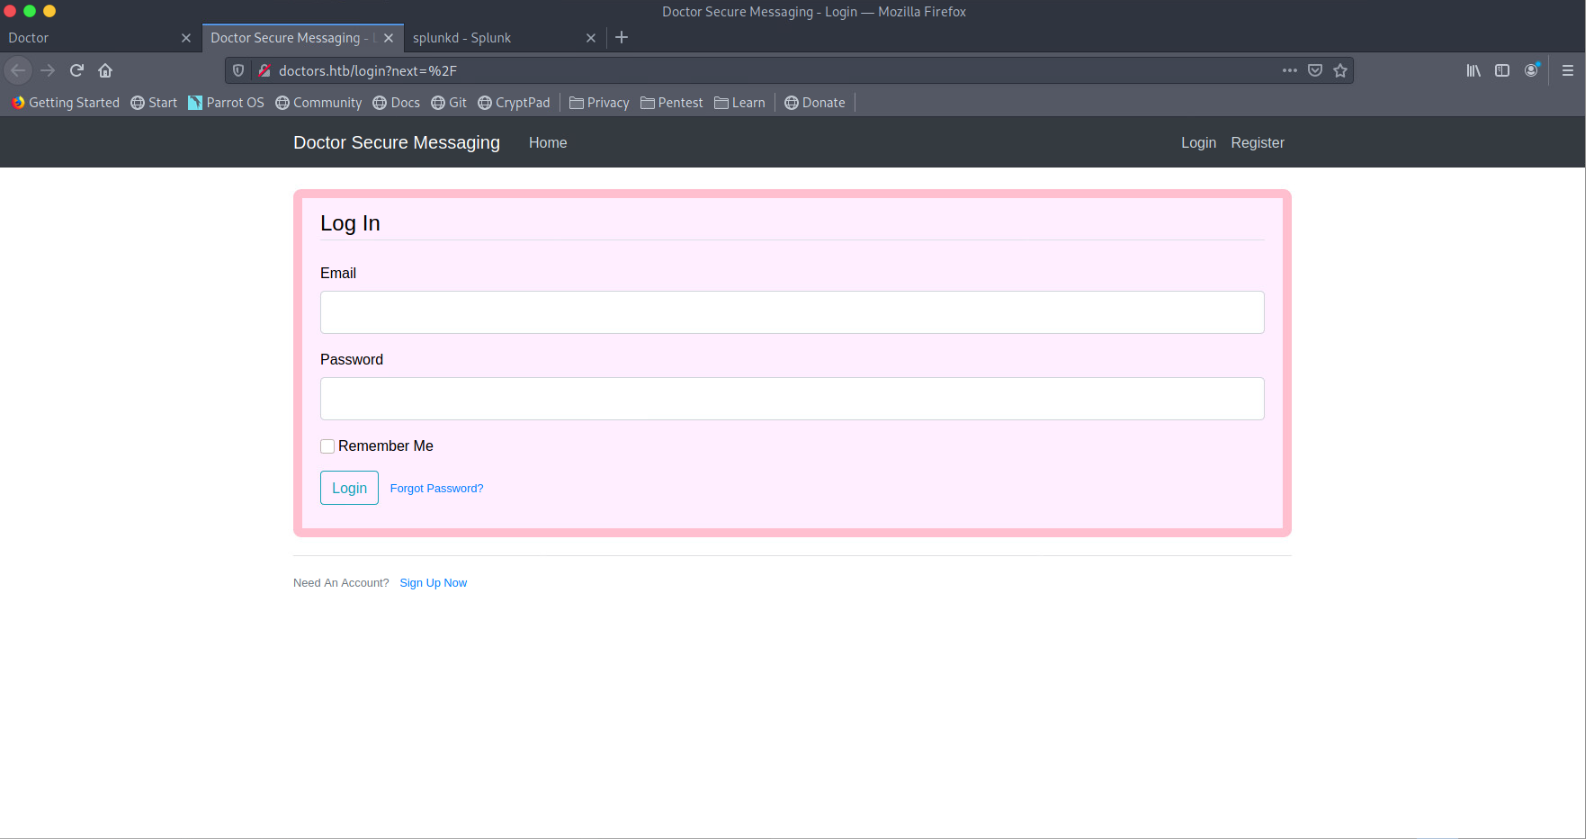 Doctor Secure Messaging - Login — Mozilla Firefox
Doctor Doctor Secure Messaging - splunkd - Splunk
doctors.htb/login?next=%2F
Getting Started Start Parrot OS Community Docs Git CryptPad Privacy Pentest Learn Donate
Doctor Secure Messaging Home Login Register
Log In
Email
Password
Remember Me
Login Forgot Password?
Need An Account? Sign Up Now